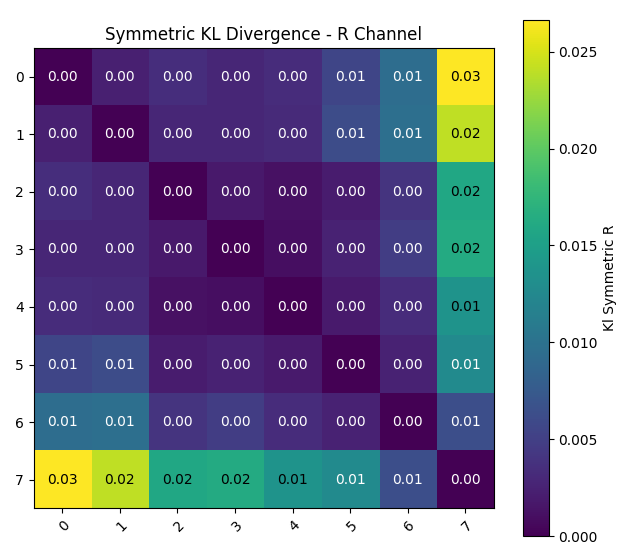 Symmetric KL Divergence - R Channel
0 0.00 0.00 0.00 0.00 0.00 0.01 0.01 0.03
1 0.00 0.00 0.00 0.00 0.00 0.01 0.01 0.02
2 0.00 0.00 0.00 0.00 0.00 0.00 0.00 0.02
3 0.00 0.00 0.00 0.00 0.00 0.00 0.00 0.02
4 0.00 0.00 0.00 0.00 0.00 0.00 0.00 0.01
5 0.01 0.01 0.00 0.00 0.00 0.00 0.00 0.01
6 0.01 0.01 0.00 0.00 0.00 0.00 0.00 0.01
7 0.03 0.02 0.02 0.02 0.01 0.01 0.01 0.00
0 1 2 3 4 5 6 7
0.025
0.020
0.015
0.010
0.005
0.000
Kl Symmetric R